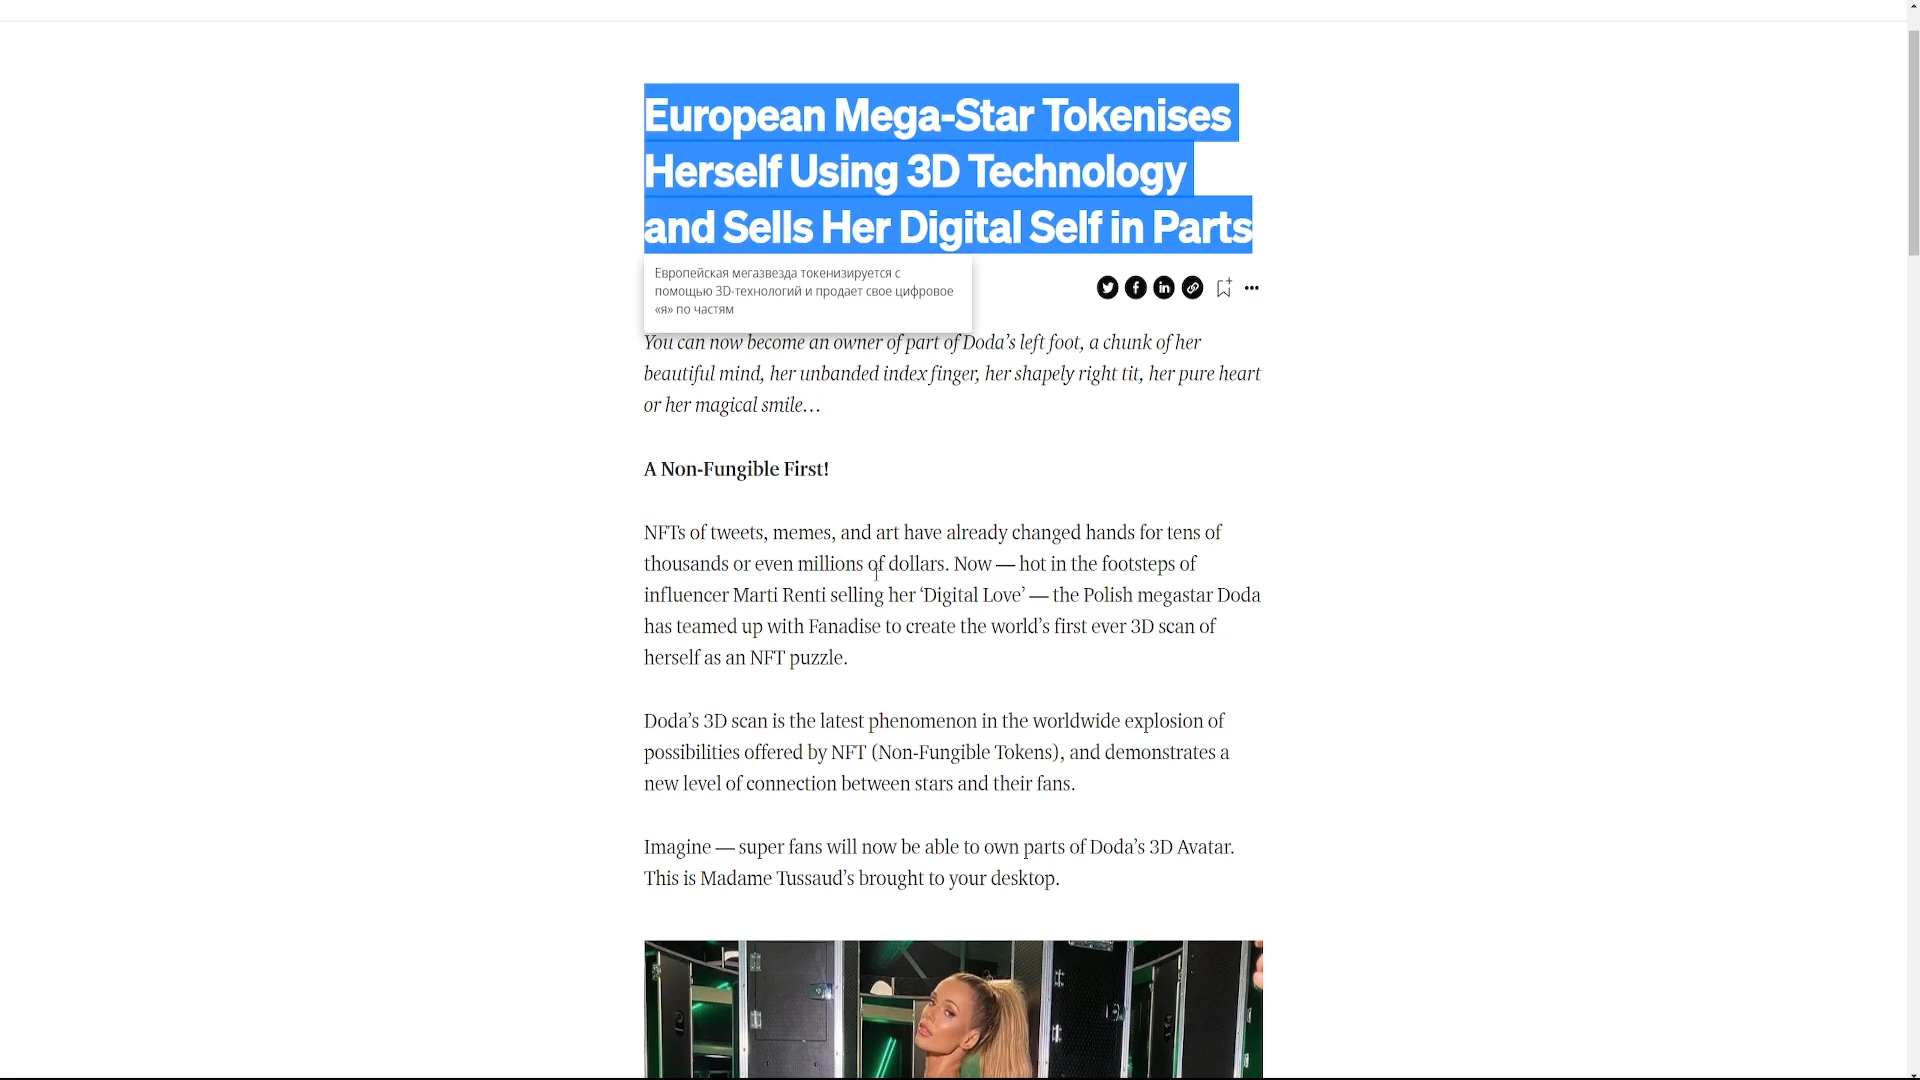 European Mega-Star Tokenises
Herself Using 3D Technology
and Sells Her Digital Self in Parts
Европейская мегазвезда токенизируется с
помощью 3D-технологий и продает свое цифровое
«я» по частям
You can now become an owner of part of Doda’s left foot, a chunk of her
beautiful mind, her unbanded index finger, her shapely right tit, her pure heart
or her magical smile…
A Non-Fungible First!
NFTs of tweets, memes, and art have already changed hands for tens of
thousands or even millions of dollars. Now — hot in the footsteps of
influencer Marti Renti selling her ‘Digital Love’ — the Polish megastar Doda
has teamed up with Fanadise to create the world’s first ever 3D scan of
herself as an NFT puzzle.
Doda’s 3D scan is the latest phenomenon in the worldwide explosion of
possibilities offered by NFT (Non-Fungible Tokens), and demonstrates a
new level of connection between stars and their fans.
Imagine — super fans will now be able to own parts of Doda’s 3D Avatar.
This is Madame Tussaud’s brought to your desktop.